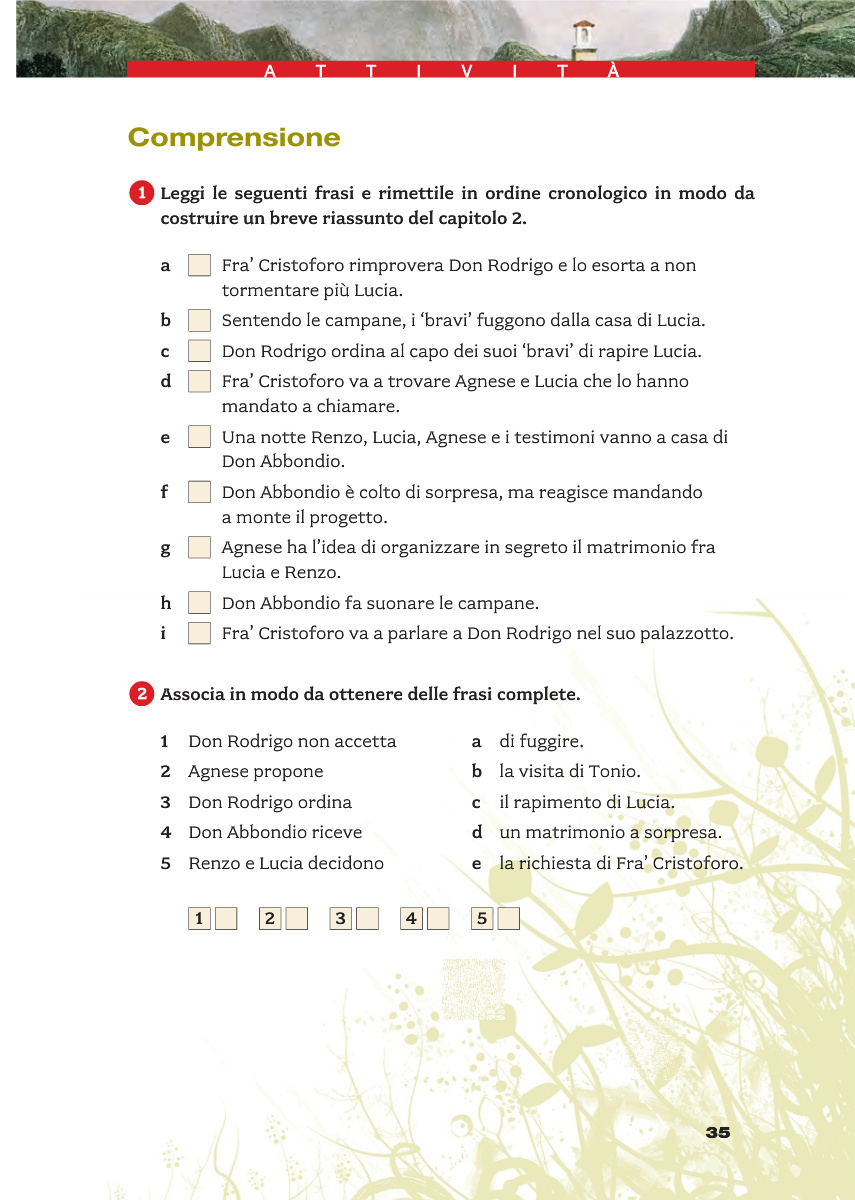 ATTIVITÀ
Comprensione
1 Leggi le seguenti frasi e rimettile in ordine cronologico in modo da
costruire un breve riassunto del capitolo 2.
a Fra’ Cristoforo rimprovera Don Rodrigo e lo esorta a non
tormentare più Lucia.
b Sentendo le campane, i ‘bravi’ fuggono dalla casa di Lucia.
c Don Rodrigo ordina al capo dei suoi ‘bravi’ di rapire Lucia.
d Fra’ Cristoforo va a trovare Agnese e Lucia che lo hanno
mandato a chiamare.
e Una notte Renzo, Lucia, Agnese e i testimoni vanno a casa di
Don Abbondio.
f Don Abbondio è colto di sorpresa, ma reagisce mandando
a monte il progetto.
g Agnese ha l’idea di organizzare in segreto il matrimonio fra
Lucia e Renzo.
h Don Abbondio fa suonare le campane.
i Fra’ Cristoforo va a parlare a Don Rodrigo nel suo palazzotto.
2 Associa in modo da ottenere delle frasi complete.
1 Don Rodrigo non accetta
2 Agnese propone
3 Don Rodrigo ordina
4 Don Abbondio riceve
5 Renzo e Lucia decidono
a di fuggire.
b la visita di Tonio.
c il rapimento di Lucia.
d un matrimonio a sorpresa.
e la richiesta di Fra’ Cristoforo.
1 2 3 4 5
35